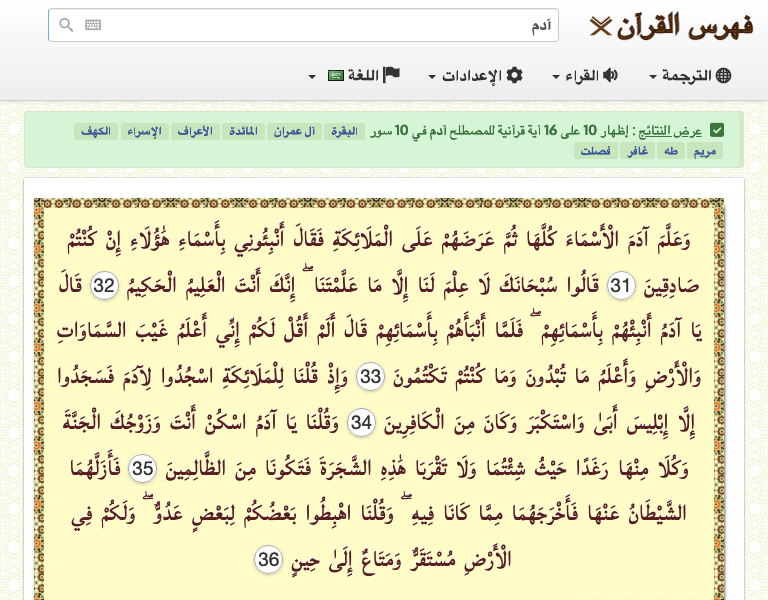 فهرس القرآن
آدم
الترجمة القراء الإعدادات اللغة
عرض النتائج : إظهار 10 على 16 آية قرآنية للمصطلح آدم في 10 سور البقرة آل عمران المائدة الأعراف الإسراء الكهف
مريم طه غافر فصلت
وَعَلَّمَ آدَمَ الْأَسْمَاءَ كُلَّهَا ثُمَّ عَرَضَهُمْ عَلَى الْمَلَائِكَةِ فَقَالَ أَنْبِئُونِي بِأَسْمَاءِ هَٰؤُلَاءِ إِنْ كُنْتُمْ
صَادِقِينَ 31 قَالُوا سُبْحَانَكَ لَا عِلْمَ لَنَا إِلَّا مَا عَلَّمْتَنَا ۖ إِنَّكَ أَنْتَ الْعَلِيمُ الْحَكِيمُ 32 قَالَ
يَا آدَمُ أَنْبِئْهُمْ بِأَسْمَائِهِمْ ۖ فَلَمَّا أَنْبَأَهُمْ بِأَسْمَائِهِمْ قَالَ أَلَمْ أَقُلْ لَكُمْ إِنِّي أَعْلَمُ غَيْبَ السَّمَاوَاتِ
وَالْأَرْضِ وَأَعْلَمُ مَا تُبْدُونَ وَمَا كُنْتُمْ تَكْتُمُونَ 33 وَإِذْ قُلْنَا لِلْمَلَائِكَةِ اسْجُدُوا لِآدَمَ فَسَجَدُوا
إِلَّا إِبْلِيسَ أَبَىٰ وَاسْتَكْبَرَ وَكَانَ مِنَ الْكَافِرِينَ 34 وَقُلْنَا يَا آدَمُ اسْكُنْ أَنْتَ وَزَوْجُكَ الْجَنَّةَ
وَكُلَا مِنْهَا رَغَدًا حَيْثُ شِئْتُمَا وَلَا تَقْرَبَا هَٰذِهِ الشَّجَرَةَ فَتَكُونَا مِنَ الظَّالِمِينَ 35 فَأَزَلَّهُمَا
الشَّيْطَانُ عَنْهَا فَأَخْرَجَهُمَا مِمَّا كَانَا فِيهِ ۖ وَقُلْنَا اهْبِطُوا بَعْضُكُمْ لِبَعْضٍ عَدُوٌّ ۖ وَلَكُمْ فِي
الْأَرْضِ مُسْتَقَرٌّ وَمَتَاعٌ إِلَىٰ حِينٍ 36